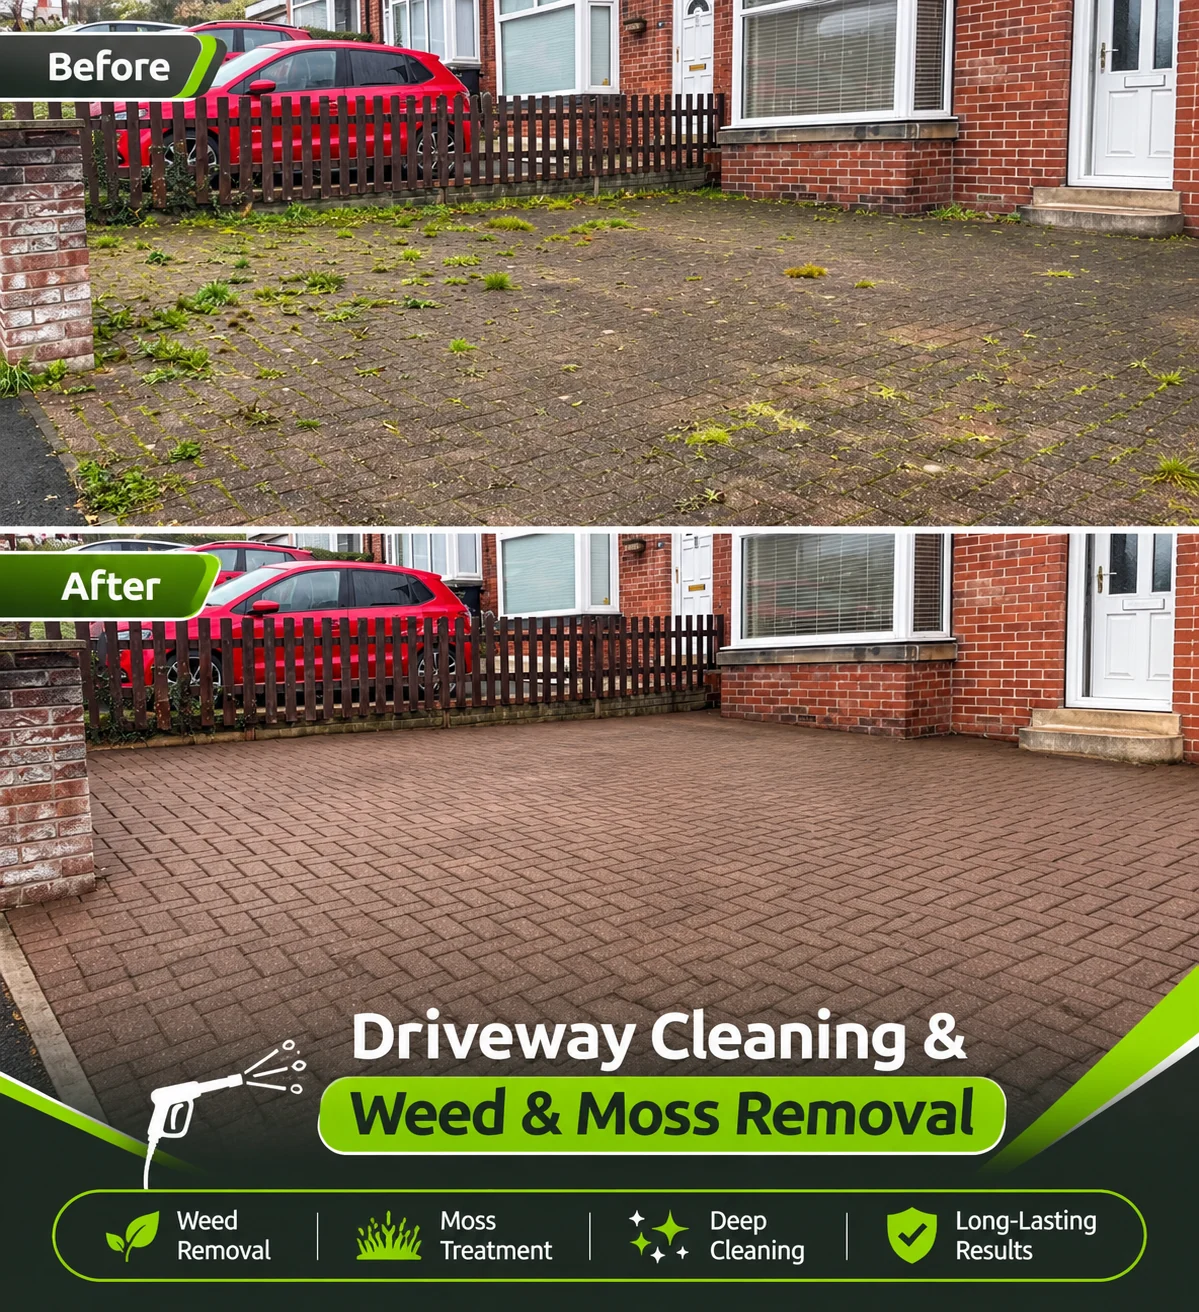 Before
After
Driveway Cleaning &
Weed & Moss Removal
Weed
Removal
Moss
Treatment
Deep
Cleaning
Long-Lasting
Results